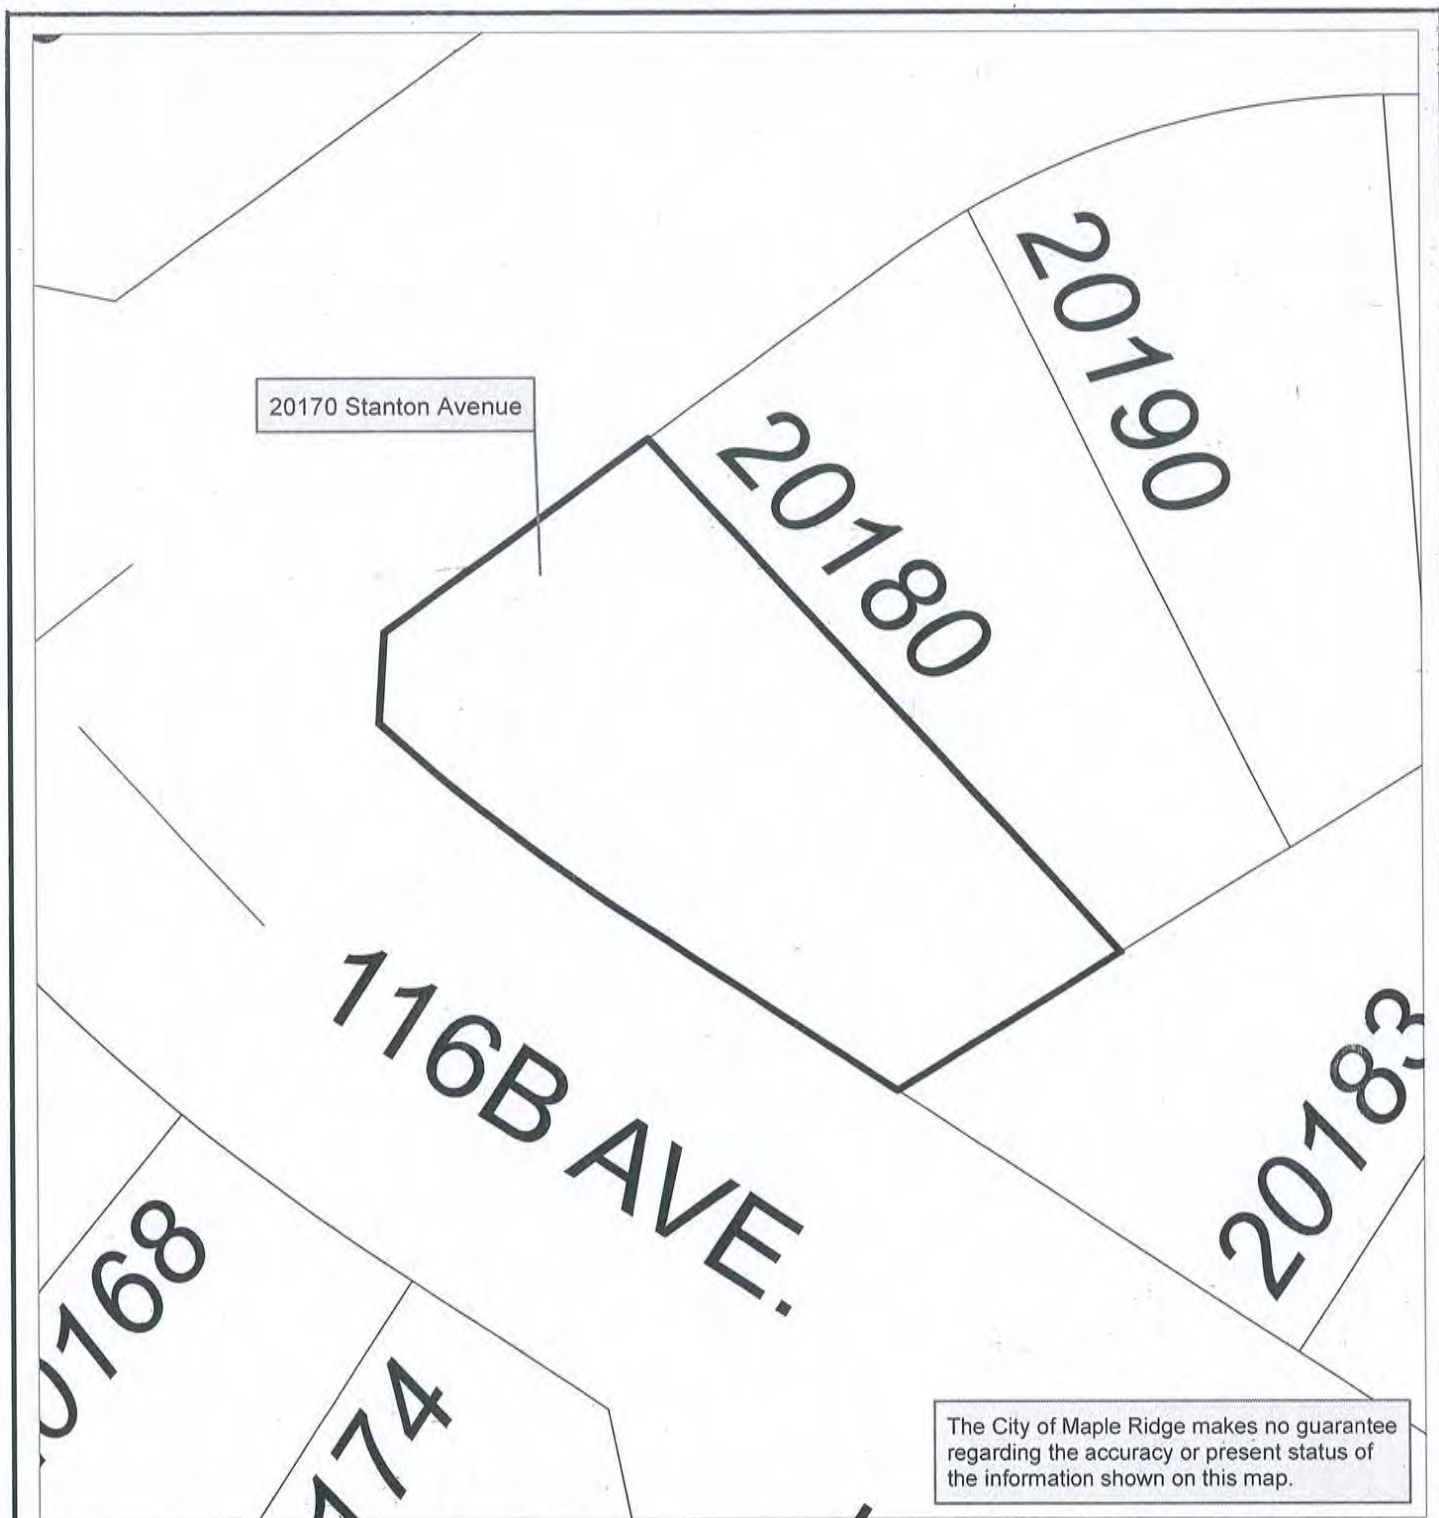 20190
20170 Stanton Avenue
20180
20183
116B AVE.
0168
174
The City of Maple Ridge makes no guarantee
regarding the accuracy or present status of
the information shown on this map.